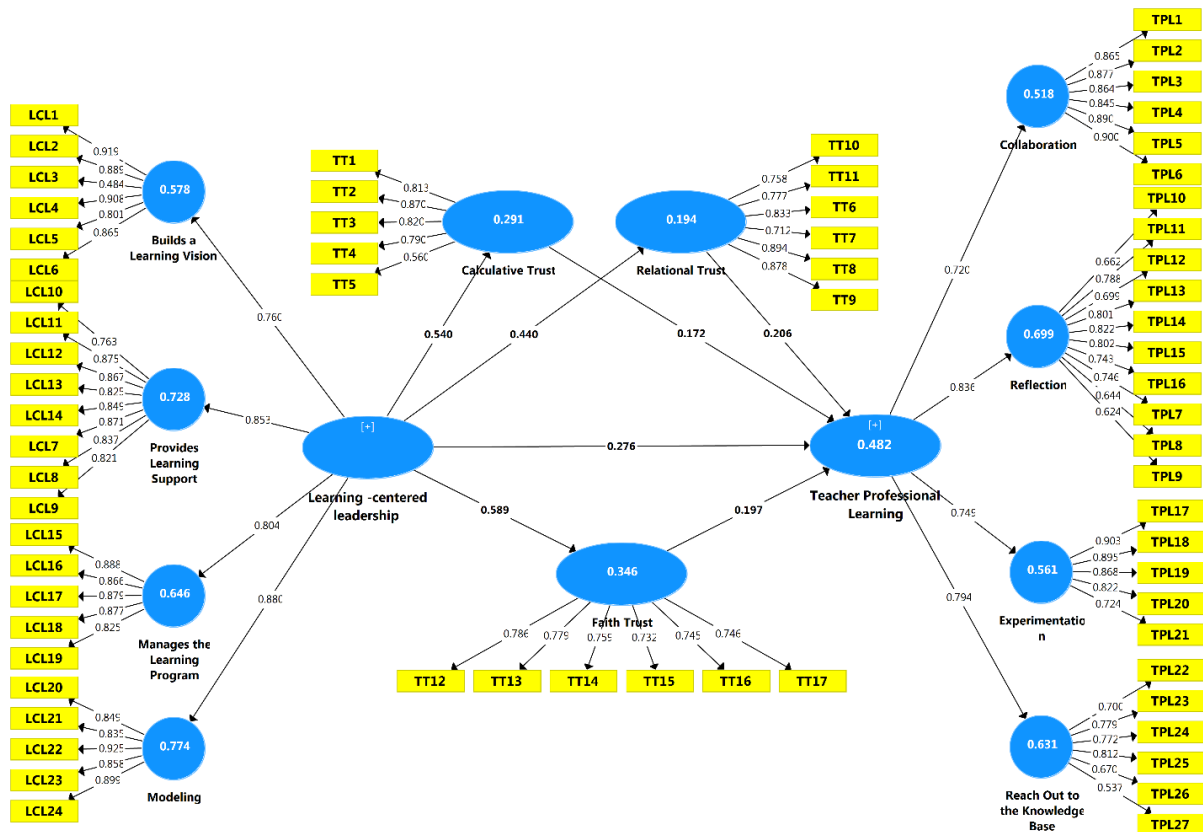 LCL1
LCL2
LCL3
LCL4
LCL5
LCL6
0.919
0.889
0.484
0.908
0.801
0.865
0.578
Builds a
Learning Vision
LCL10
LCL11
LCL12
LCL13
LCL14
LCL7
LCL8
LCL9
0.763
0.875
0.867
0.825
0.849
0.871
0.837
0.821
0.728
Provides
Learning
Support
LCL15
LCL16
LCL17
LCL18
LCL19
0.888
0.866
0.879
0.877
0.825
0.646
Manages the
Learning
Program
LCL20
LCL21
LCL22
LCL23
LCL24
0.849
0.835
0.925
0.858
0.899
0.774
Modeling
0.760
0.853
0.804
0.880
[+]
Learning -centered
leadership
TT1
TT2
TT3
TT4
TT5
0.813
0.870
0.820
0.790
0.560
0.291
Calculative Trust
0.194
Relational Trust
0.758
0.777
0.833
0.712
0.894
0.878
TT10
TT11
TT6
TT7
TT8
TT9
0.540
0.440
0.172
0.206
0.276
0.589
0.197
0.346
Faith Trust
0.786
0.779
0.755
0.732
0.745
0.746
TT12
TT13
TT14
TT15
TT16
TT17
[+]
0.482
Teacher Professional
Learning
0.720
0.836
0.749
0.794
0.518
Collaboration
0.865
0.877
0.864
0.845
0.890
0.900
TPL1
TPL2
TPL3
TPL4
TPL5
TPL6
0.699
Reflection
0.662
0.788
0.699
0.801
0.822
0.802
0.743
0.746
0.644
0.624
TPL10
TPL11
TPL12
TPL13
TPL14
TPL15
TPL16
TPL7
TPL8
TPL9
0.561
Experimentatio
n
0.903
0.895
0.868
0.822
0.724
TPL17
TPL18
TPL19
TPL20
TPL21
0.631
Reach Out to
the Knowledge
Base
0.700
0.779
0.772
0.812
0.670
0.537
TPL22
TPL23
TPL24
TPL25
TPL26
TPL27